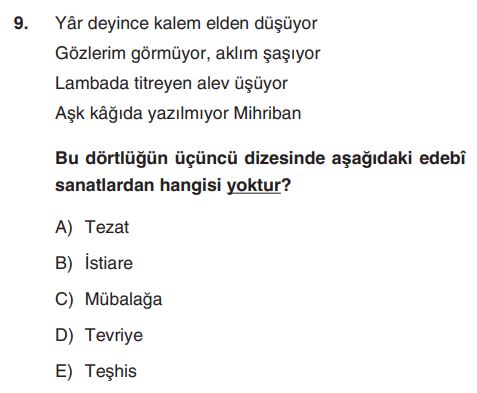 9. Yâr deyince kalem elden düşüyor
Gözlerim görmüyor, aklım şaşıyor
Lambada titreyen alev üşüyor
Aşk kâğıda yazılmıyor Mihriban
Bu dörtlüğün üçüncü dizesinde aşağıdaki edebî
sanatlardan hangisi yoktur?
A) Tezat
B) İstiare
C) Mübalağa
D) Tevriye
E) Teşhis